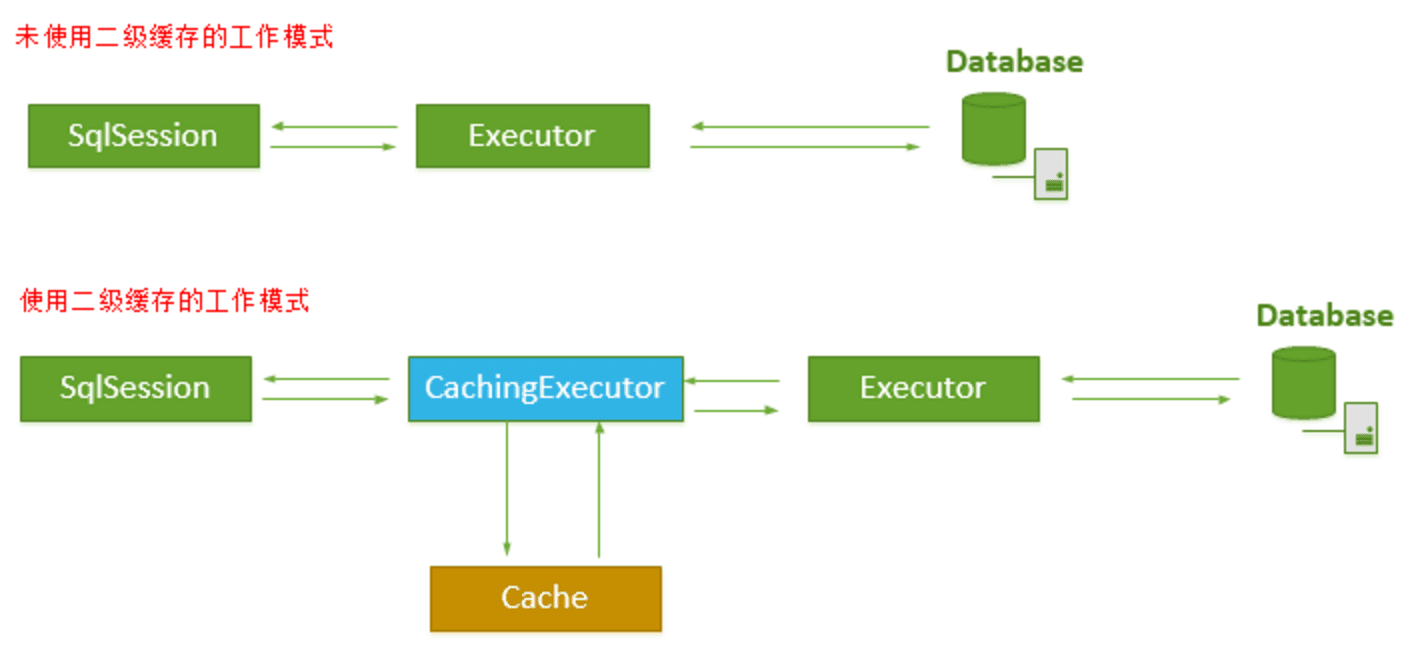 未使用二级缓存的工作模式
Database
SqlSession
Executor
使用二级缓存的工作模式
Database
SqlSession
CachingExecutor
Executor
Cache